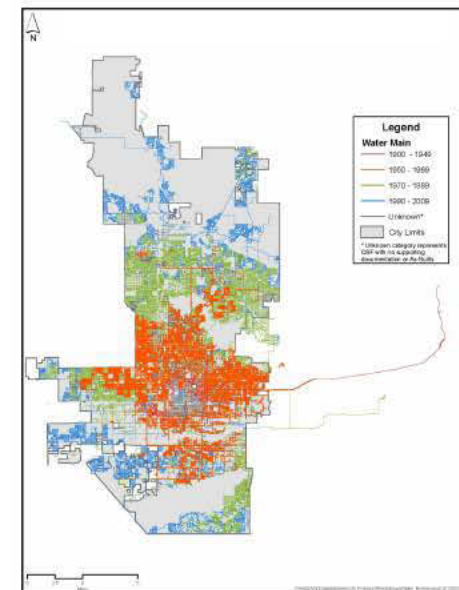 N
Legend
Water Main
1900 - 1949
1950 - 1969
1970 - 1989
1990 - 2009
Unknown*
City Limits
* Unknown category represents
QSF with no supporting
documentation or As-Builts